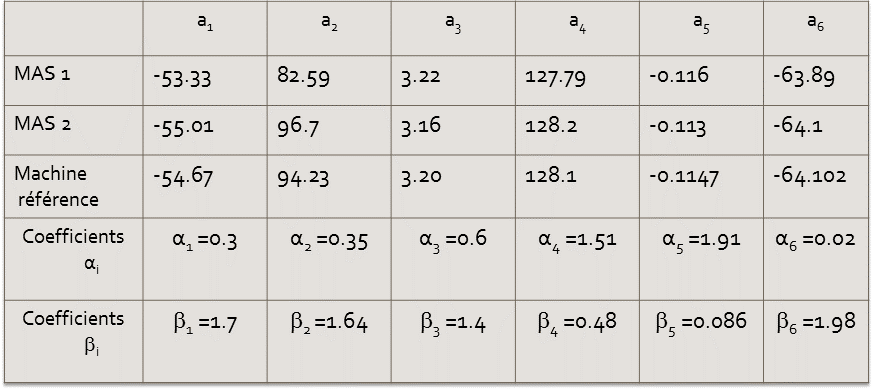 a₁ a₂ a₃ a₄ a₅ a₆
MAS 1 -53.33 82.59 3.22 127.79 -0.116 -63.89
MAS 2 -55.01 96.7 3.16 128.2 -0.113 -64.1
Machine référence -54.67 94.23 3.20 128.1 -0.1147 -64.102
Coefficients αᵢ α₁ =0.3 α₂ =0.35 α₃ =0.6 α₄ =1.51 α₅ =1.91 α₆ =0.02
Coefficients βᵢ β₁ =1.7 β₂ =1.64 β₃ =1.4 β₄ =0.48 β₅ =0.086 β₆ =1.98